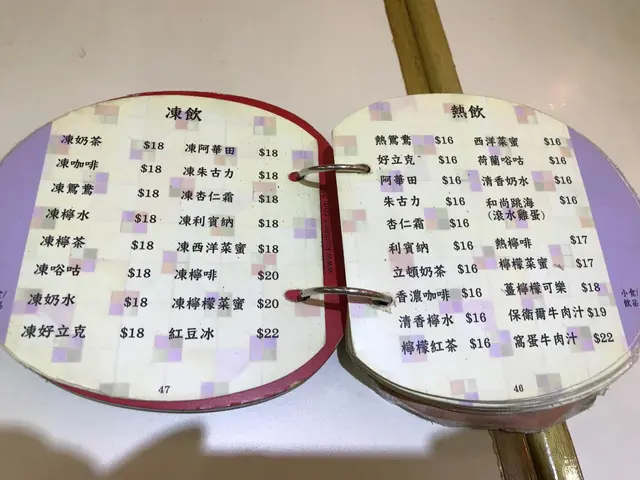 凍飲
凍奶茶 $18 凍阿華田 $18
凍咖啡 $18 凍朱古力 $18
凍鴛鴦 $18 凍杏仁霜 $18
凍檸水 $18 凍利賓納 $18
凍檸茶 $18 凍西洋菜蜜 $18
凍唂咕 $18 凍檸啡 $20
凍奶水 $18 凍檸檬菜蜜 $20
凍好立克 $18 紅豆冰 $22
47
熱飲
熱鴛鴦 $16 西洋菜蜜 $16
好立克 $16 荷蘭唂咕 $16
阿華田 $16 清香奶水 $16
朱古力 $16 和尚跳海 $16
(滾水雞蛋)
杏仁霜 $16
利賓納 $16 熱檸啡 $17
立頓奶茶 $16 檸檬菜蜜 $17
香濃咖啡 $16 薑檸檬可樂 $18
清香檸水 $16 保衛爾牛肉汁 $19
檸檬紅茶 $16 窩蛋牛肉汁 $22
46
小食/
飲品